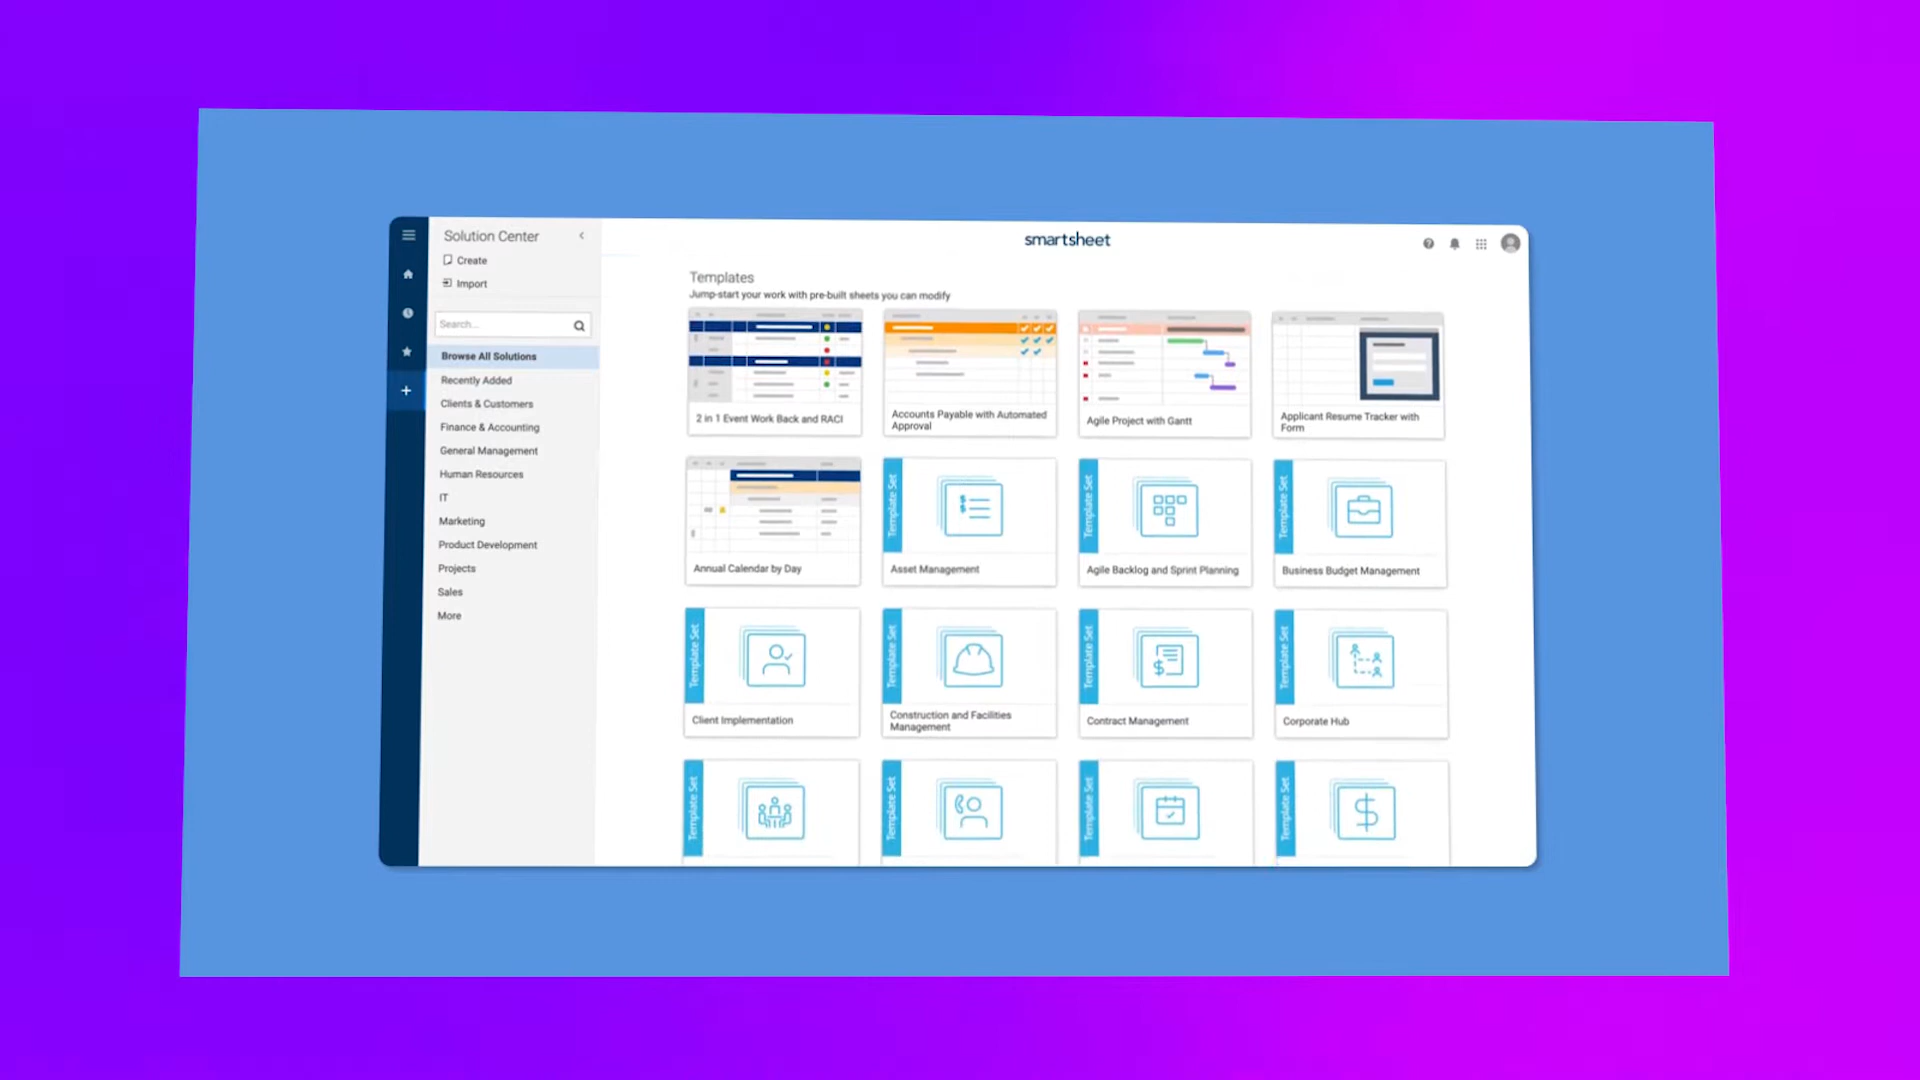 Solution Center
Create
Import
Search...
Browse All Solutions
Recently Added
Clients & Customers
Finance & Accounting
General Management
Human Resources
IT
Marketing
Product Development
Projects
Sales
More
smartsheet
Templates
Jump-start your work with pre-built sheets you can modify
2 in 1 Event Work Back and RACI
Accounts Payable with Automated
Approval
Agile Project with Gantt
Applicant Resume Tracker with
Form
Annual Calendar by Day
Template Set
Asset Management
Template Set
Agile Backlog and Sprint Planning
Template Set
Business Budget Management
Template Set
Client Implementation
Template Set
Construction and Facilities
Management
Template Set
Contract Management
Template Set
Corporate Hub
Template Set
Template Set
Template Set
Template Set